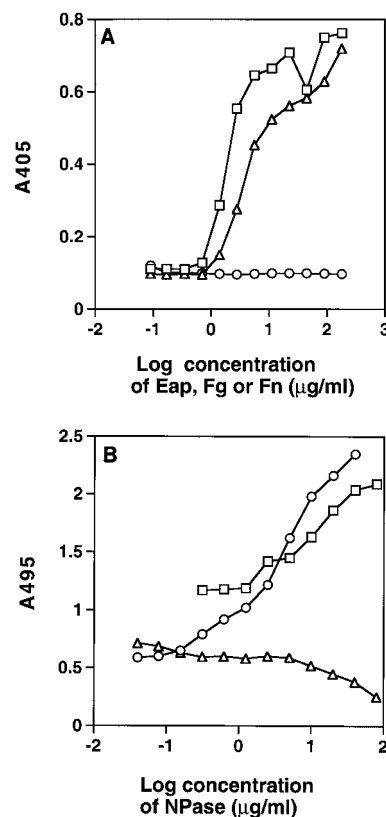 A
0.8
0.6
0.4
0.2
0
A405
-2
-1
0
1
2
3
Log concentration
of Eap, Fg or Fn (µg/ml)
B
2.5
2
1.5
1
0.5
0
A495
-2
-1
0
1
2
Log concentration
of NPase (µg/ml)